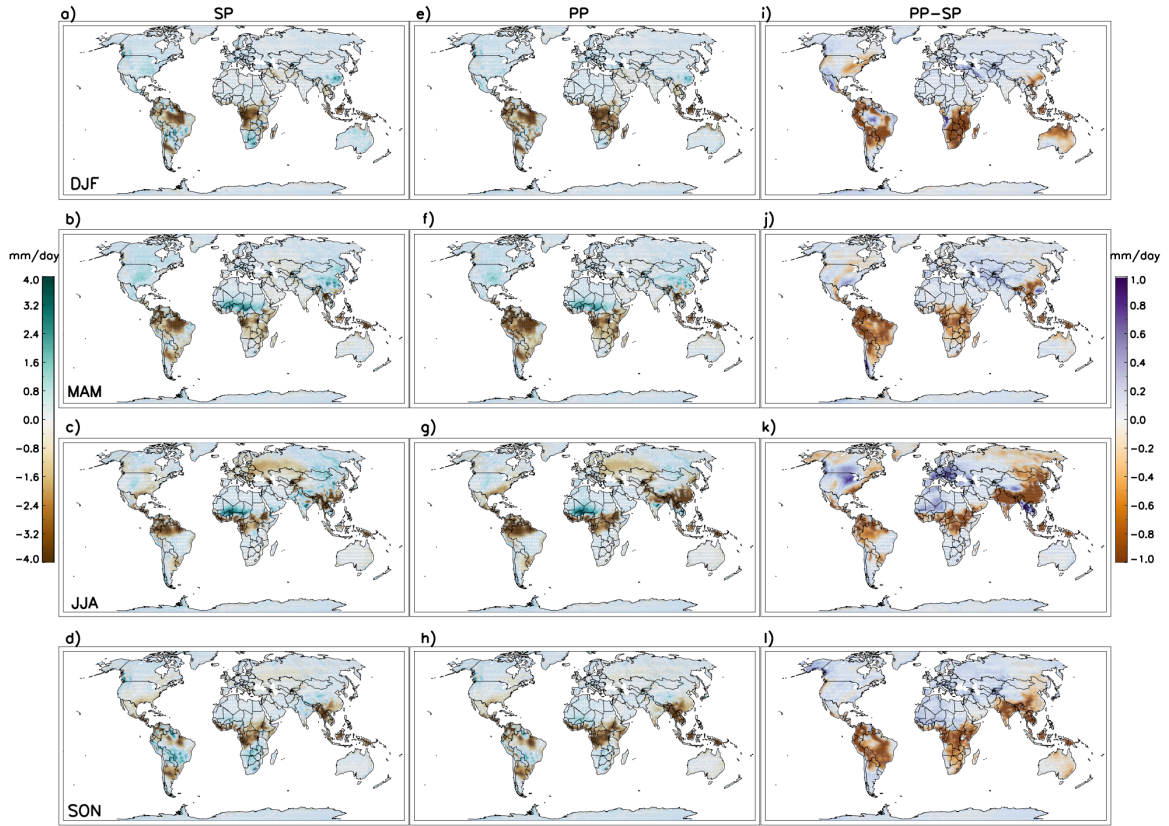 a) SP e) PP i) PP-SP
DJF
b) f) j)
mm/day mm/day
4.0 1.0
3.2 0.8
2.4 0.6
1.6 0.4
0.8 0.2
0.0 0.0
-0.8 -0.2
-1.6 -0.4
-2.4 -0.6
-3.2 -0.8
-4.0 -1.0
MAM
c) g) k)
JJA
d) h) l)
SON